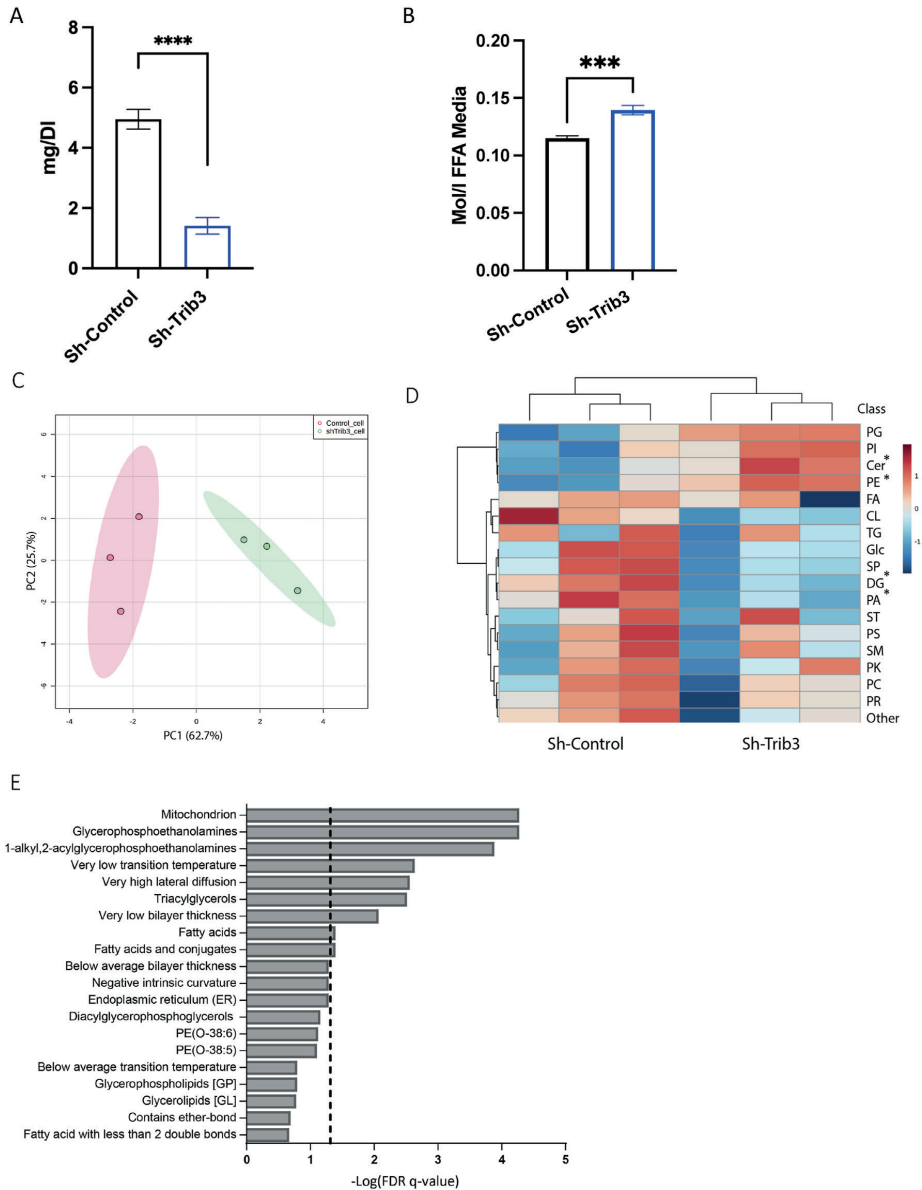 A
****
8
6
4
2
0
mg/Dl
Sh-Control
Sh-Trib3
B
***
0.20
0.15
0.10
0.05
0.00
Mol/l FFA Media
Sh-Control
Sh-Trib3
C
Control_cell
shTrib3_cell
6
4
2
0
-2
-4
-6
PC2 (25.7%)
-4
-2
0
2
4
PC1 (62.7%)
D
Class
PG
PI
Cer*
PE*
FA
CL
TG
Glc
SP
DG*
PA*
ST
PS
SM
PK
PC
PR
Other
1
0
-1
Sh-Control
Sh-Trib3
E
Mitochondrion
Glycerophosphoethanolamines
1-alkyl,2-acylglycerophosphoethanolamines
Very low transition temperature
Very high lateral diffusion
Triacylglycerols
Very low bilayer thickness
Fatty acids
Fatty acids and conjugates
Below average bilayer thickness
Negative intrinsic curvature
Endoplasmic reticulum (ER)
Diacylglycerophosphoglycerols
PE(O-38:6)
PE(O-38:5)
Below average transition temperature
Glycerophospholipids [GP]
Glycerolipids [GL]
Contains ether-bond
Fatty acid with less than 2 double bonds
0
1
2
3
4
5
-Log(FDR q-value)